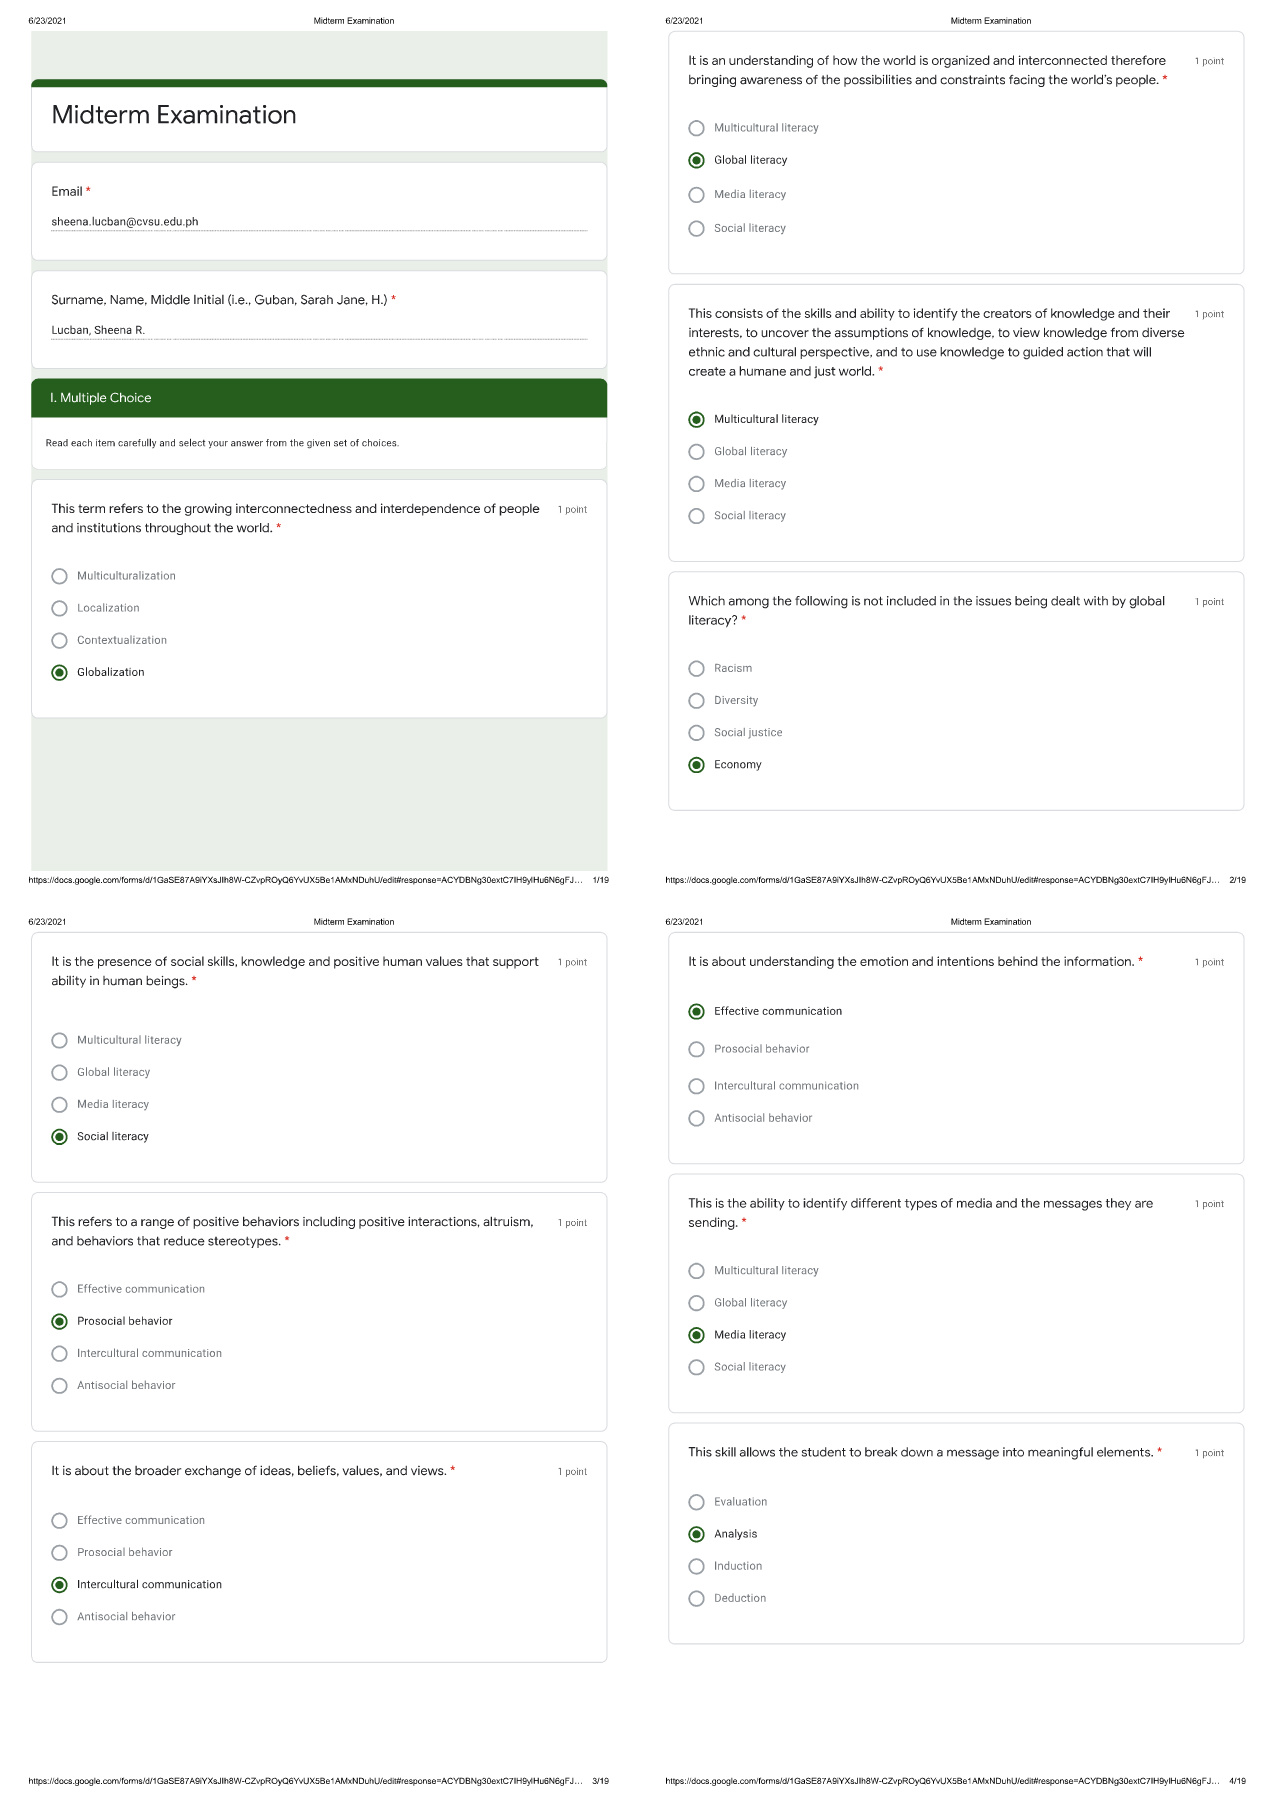 6/23/2021 Midterm Examination
Midterm Examination
Email *
sheena.lucban@cvsu.edu.ph
Surname, Name, Middle Initial (i.e., Guban, Sarah Jane, H.) *
Lucban, Sheena R.
I. Multiple Choice
Read each item carefully and select your answer from the given set of choices.
This term refers to the growing interconnectedness and interdependence of people 1 point
and institutions throughout the world. *
Multiculturalization
Localization
Contextualization
Globalization
https://docs.google.com/forms/d/1GaSE87A9iYXsJlh8W-CZvpROyQ6YvUX5Be1AMxNDuhU/edit#response=ACYDBNg30extC7IH9yIHu6N6gFJ… 1/19
6/23/2021 Midterm Examination
It is an understanding of how the world is organized and interconnected therefore 1 point
bringing awareness of the possibilities and constraints facing the world's people. *
Multicultural literacy
Global literacy
Media literacy
Social literacy
This consists of the skills and ability to identify the creators of knowledge and their 1 point
interests, to uncover the assumptions of knowledge, to view knowledge from diverse
ethnic and cultural perspective, and to use knowledge to guided action that will
create a humane and just world. *
Multicultural literacy
Global literacy
Media literacy
Social literacy
Which among the following is not included in the issues being dealt with by global 1 point
literacy? *
Racism
Diversity
Social justice
Economy
https://docs.google.com/forms/d/1GaSE87A9iYXsJlh8W-CZvpROyQ6YvUX5Be1AMxNDuhU/edit#response=ACYDBNg30extC7IH9yIHu6N6gFJ… 2/19
6/23/2021 Midterm Examination
It is the presence of social skills, knowledge and positive human values that support 1 point
ability in human beings. *
Multicultural literacy
Global literacy
Media literacy
Social literacy
This refers to a range of positive behaviors including positive interactions, altruism, 1 point
and behaviors that reduce stereotypes. *
Effective communication
Prosocial behavior
Intercultural communication
Antisocial behavior
It is about the broader exchange of ideas, beliefs, values, and views. * 1 point
Effective communication
Prosocial behavior
Intercultural communication
Antisocial behavior
https://docs.google.com/forms/d/1GaSE87A9iYXsJlh8W-CZvpROyQ6YvUX5Be1AMxNDuhU/edit#response=ACYDBNg30extC7IH9yIHu6N6gFJ… 3/19
6/23/2021 Midterm Examination
It is about understanding the emotion and intentions behind the information. * 1 point
Effective communication
Prosocial behavior
Intercultural communication
Antisocial behavior
This is the ability to identify different types of media and the messages they are 1 point
sending. *
Multicultural literacy
Global literacy
Media literacy
Social literacy
This skill allows the student to break down a message into meaningful elements. * 1 point
Evaluation
Analysis
Induction
Deduction
https://docs.google.com/forms/d/1GaSE87A9iYXsJlh8W-CZvpROyQ6YvUX5Be1AMxNDuhU/edit#response=ACYDBNg30extC7IH9yIHu6N6gFJ… 4/19